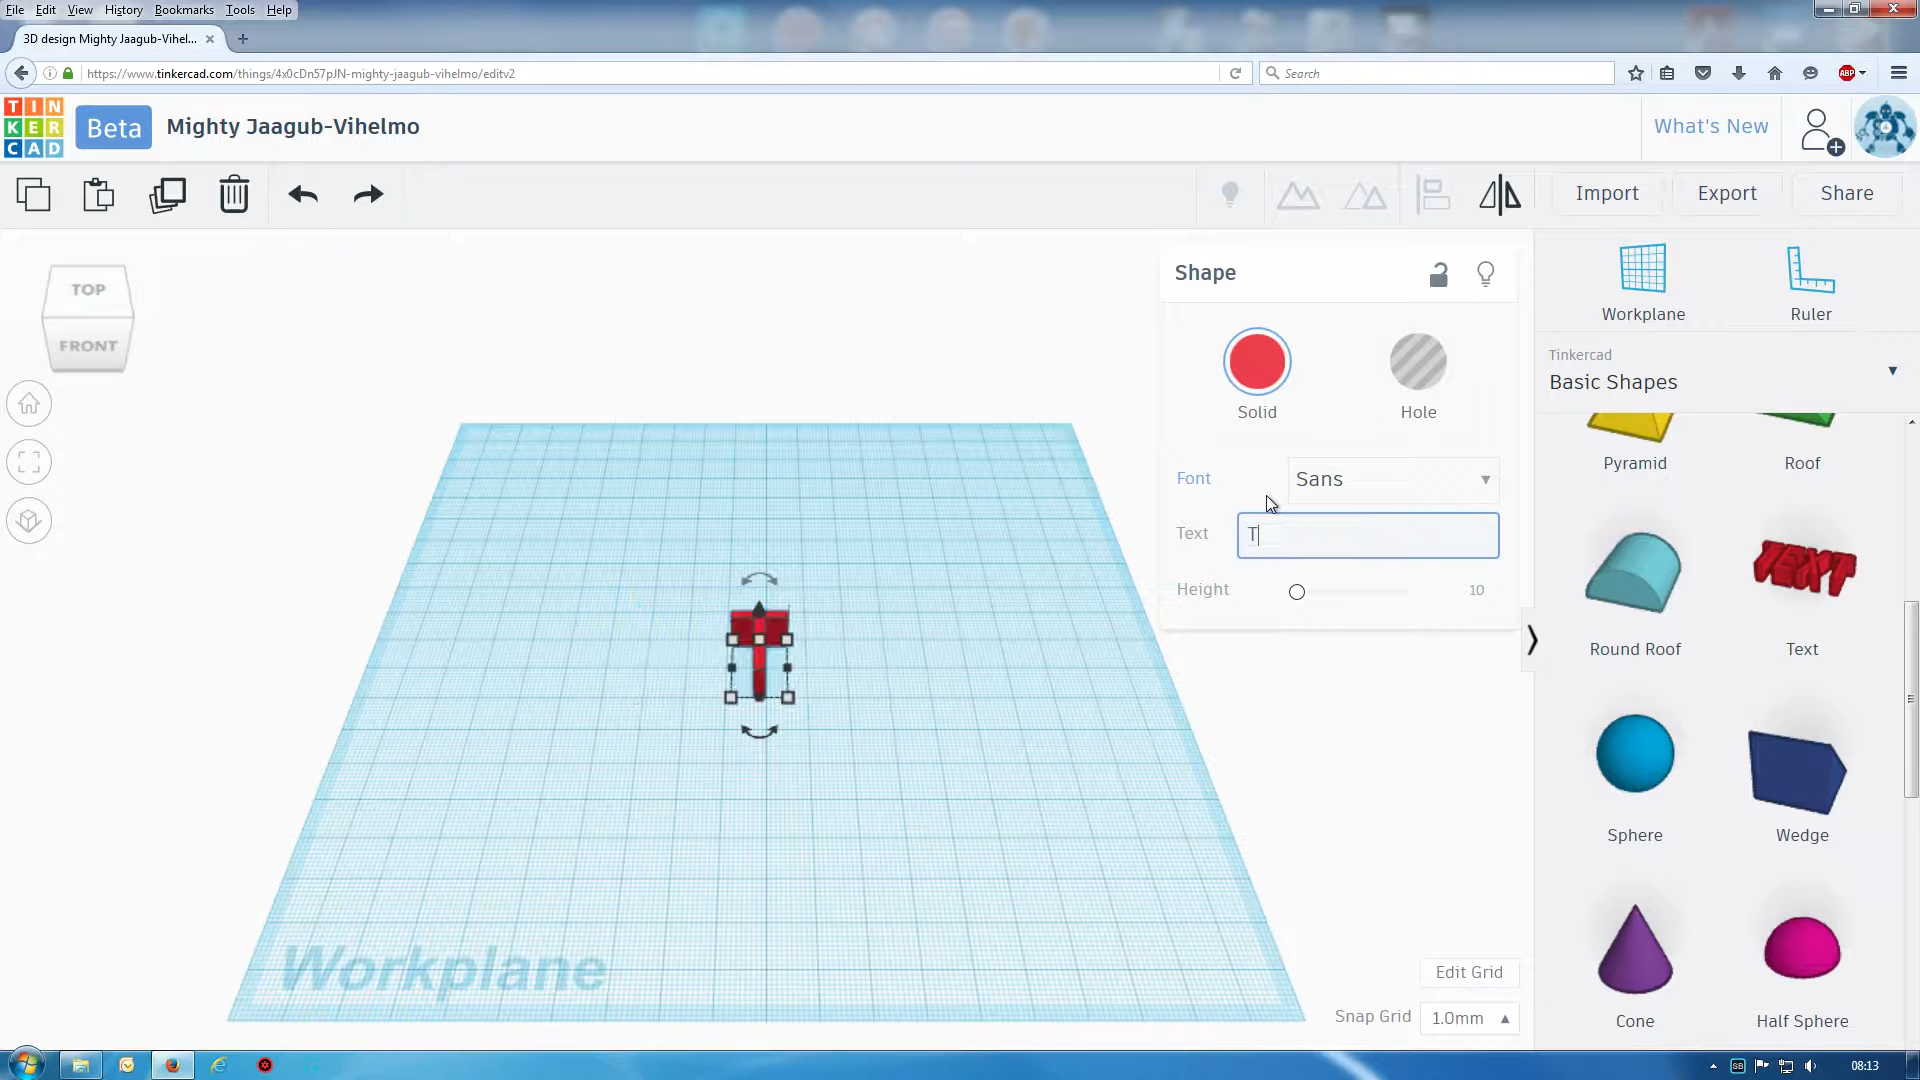 File Edit View History Bookmarks Tools Help
3D design Mighty Jaagub-Vihel...
https://www.tinkercad.com/things/4x0cDn57pJN-mighty-jaagub-vihelmo/editv2
Search
ABP
TIN
KER
CAD
Beta
Mighty Jaagub-Vihelmo
What's New
Import
Export
Share
TOP
FRONT
Shape
Solid
Hole
Font
Sans
Text
T
Height
10
Workplane
Ruler
Tinkercad
Basic Shapes
Pyramid
Roof
TEXT
Round Roof
Text
Sphere
Wedge
Cone
Half Sphere
Workplane
Edit Grid
Snap Grid
1.0mm
SB
08:13